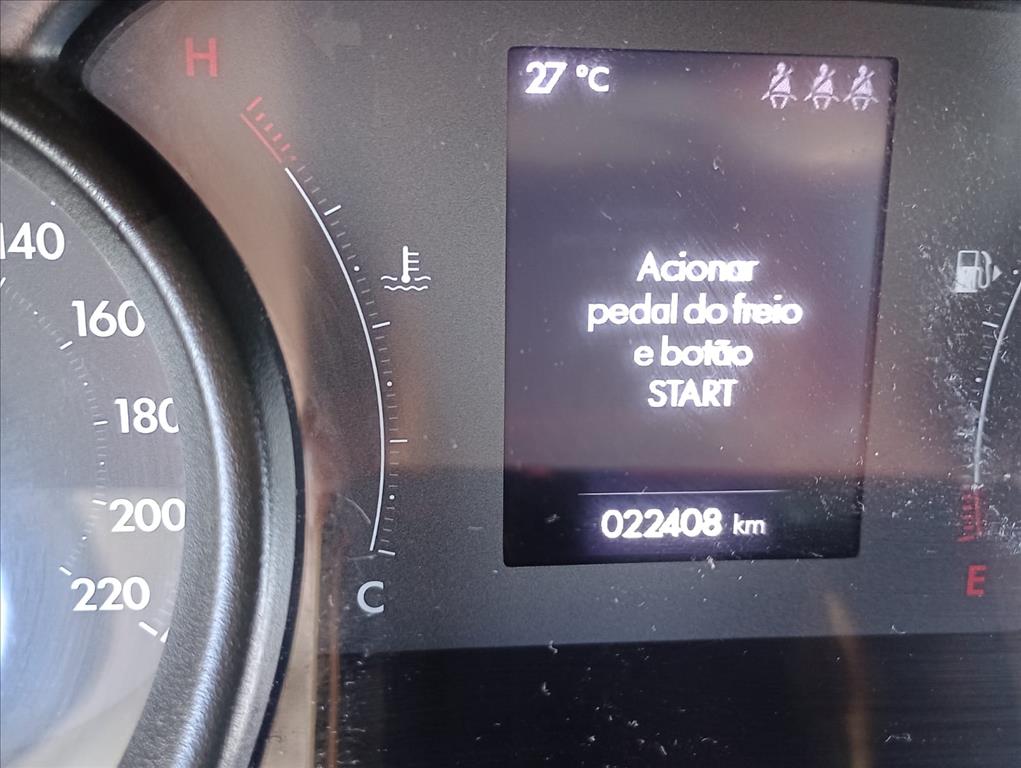 H
27 °C
140
160
180
200
220
Acionar
pedal do freio
e botão
START
022408 km
C
E